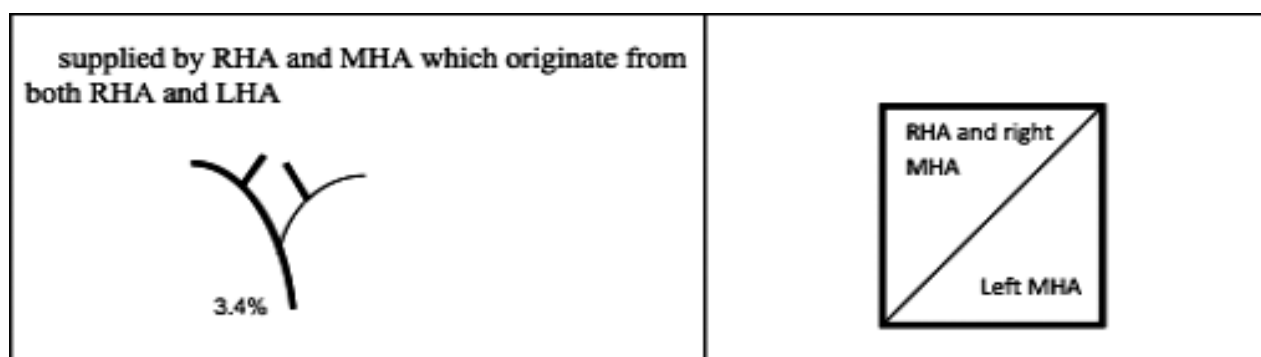 supplied by RHA and MHA which originate from
both RHA and LHA
3.4%
RHA and right
MHA
Left MHA